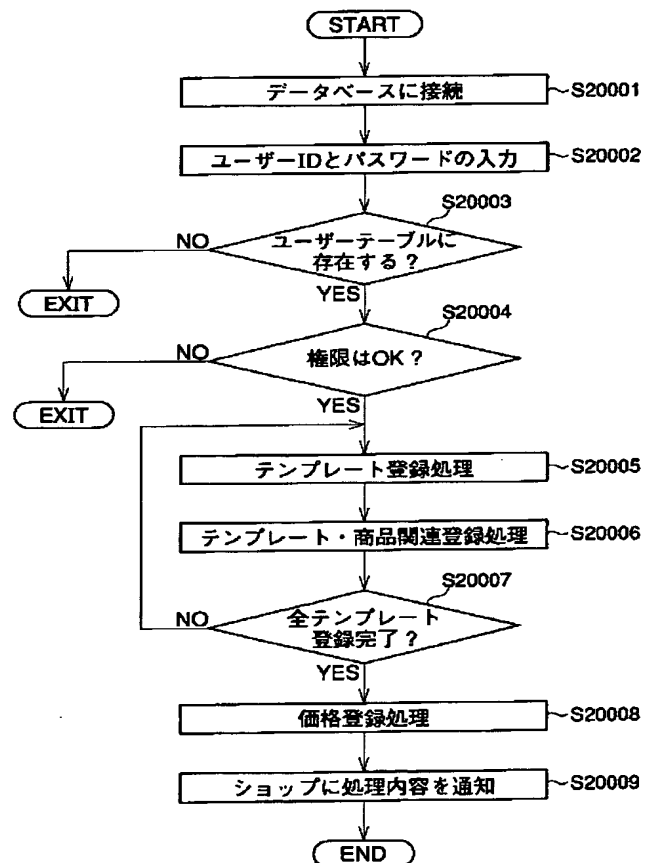 START
データベースに接続
S20001
ユーザーIDとパスワードの入力
S20002
S20003
ユーザーテーブルに
存在する？
NO
EXIT
YES
S20004
権限はOK？
NO
EXIT
YES
テンプレート登録処理
S20005
テンプレート・商品関連登録処理
S20006
S20007
全テンプレート
登録完了？
NO
YES
価格登録処理
S20008
ショップに処理内容を通知
S20009
END